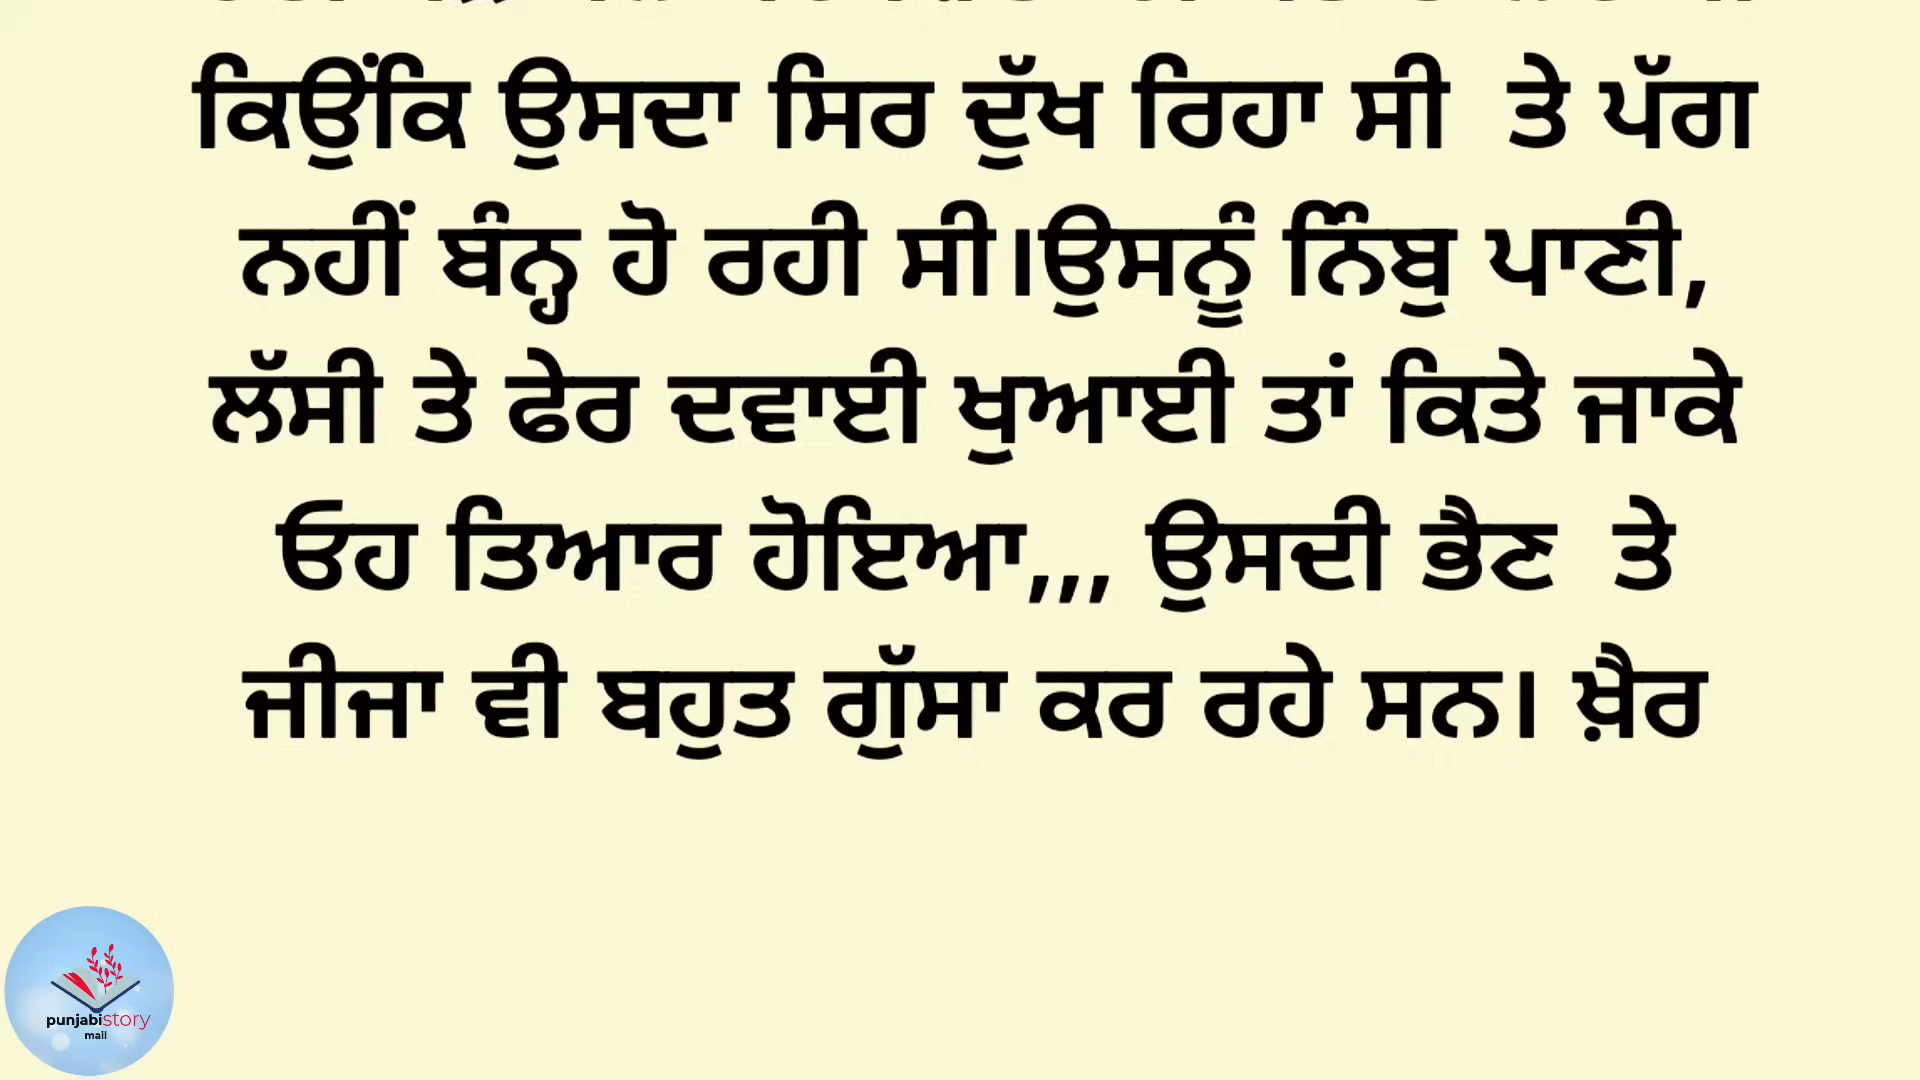 ਕਿਉਂਕਿ ਉਸਦਾ ਸਿਰ ਦੁੱਖ ਰਿਹਾ ਸੀ ਤੇ ਪੱਗ
ਨਹੀਂ ਬੰਨ੍ਹ ਹੋ ਰਹੀ ਸੀ।ਉਸਨੂੰ ਨਿੰਬੁ ਪਾਣੀ,
ਲੱਸੀ ਤੇ ਫੇਰ ਦਵਾਈ ਖੁਆਈ ਤਾਂ ਕਿਤੇ ਜਾਕੇ
ਓਹ ਤਿਆਰ ਹੋਇਆ,,, ਉਸਦੀ ਭੈਣ ਤੇ
ਜੀਜਾ ਵੀ ਬਹੁਤ ਗੁੱਸਾ ਕਰ ਰਹੇ ਸਨ। ਖ਼ੈਰ
punjabistory
mall